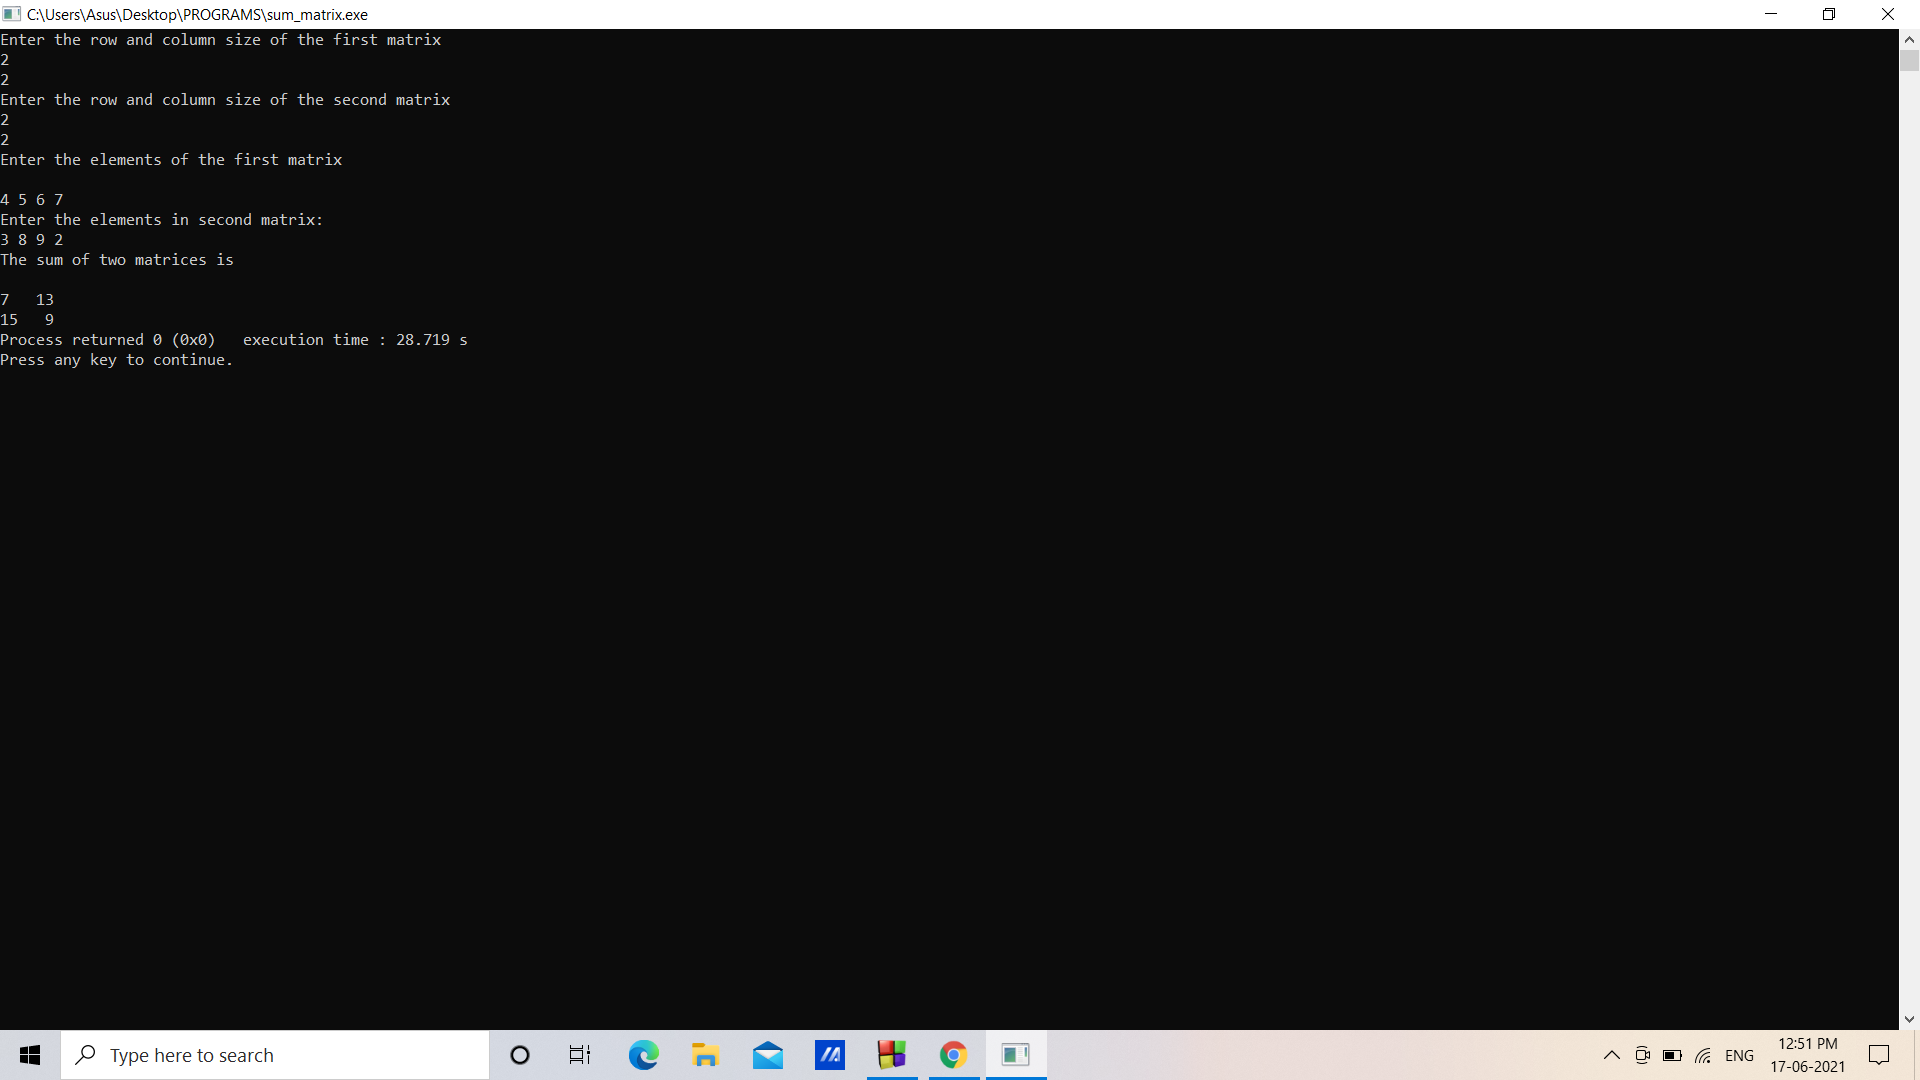 C:\Users\Asus\Desktop\PROGRAMS\sum_matrix.exe
Enter the row and column size of the first matrix
2
2
Enter the row and column size of the second matrix
2
2
Enter the elements of the first matrix
4 5 6 7
Enter the elements in second matrix:
3 8 9 2
The sum of two matrices is
7   13
15   9
Process returned 0 (0x0)   execution time : 28.719 s
Press any key to continue.
Type here to search
ENG
12:51 PM
17-06-2021